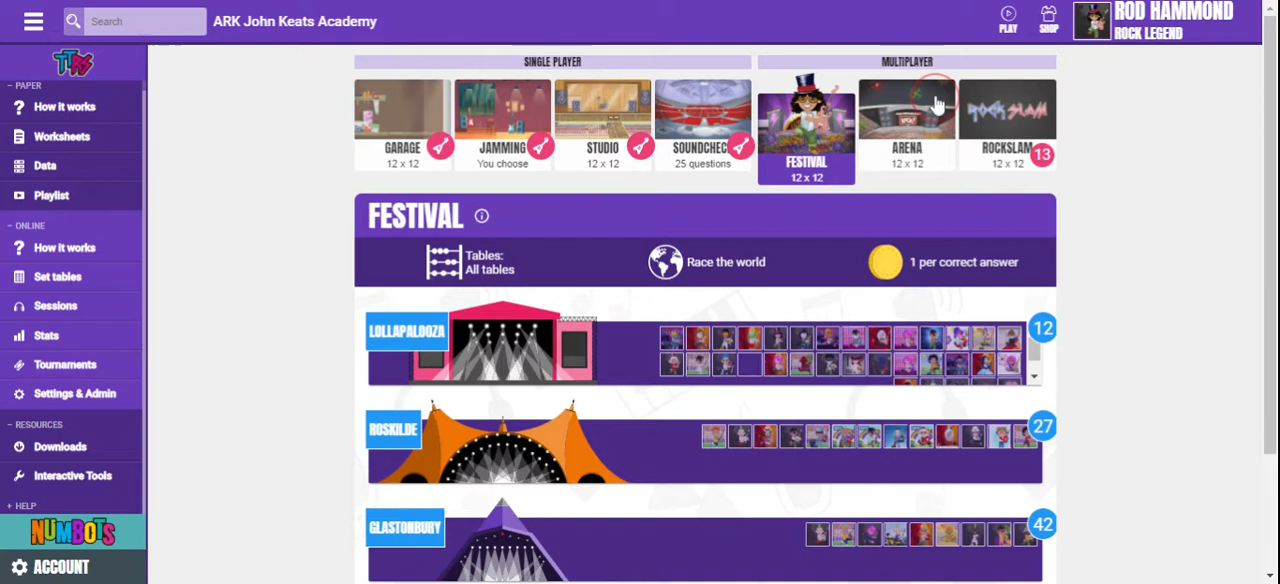 Search
ARK John Keats Academy
PLAY
SHOP
ROD HAMMOND
ROCK LEGEND
TTRS
– PAPER
? How it works
Worksheets
Data
Playlist
– ONLINE
? How it works
Set tables
Sessions
Stats
Tournaments
Settings & Admin
– RESOURCES
Downloads
Interactive Tools
+ HELP
NUMBOTS
ACCOUNT
SINGLE PLAYER
MULTIPLAYER
GARAGE
12 x 12
JAMMING
You choose
STUDIO
12 x 12
SOUNDCHEC
25 questions
FESTIVAL
12 x 12
ARENA
12 x 12
ROCK SLAM
ROCKSLAM
12 x 12
13
FESTIVAL
Tables:
All tables
Race the world
1 per correct answer
LOLLAPALOOZA
12
ROSKILDE
27
GLASTONBURY
42